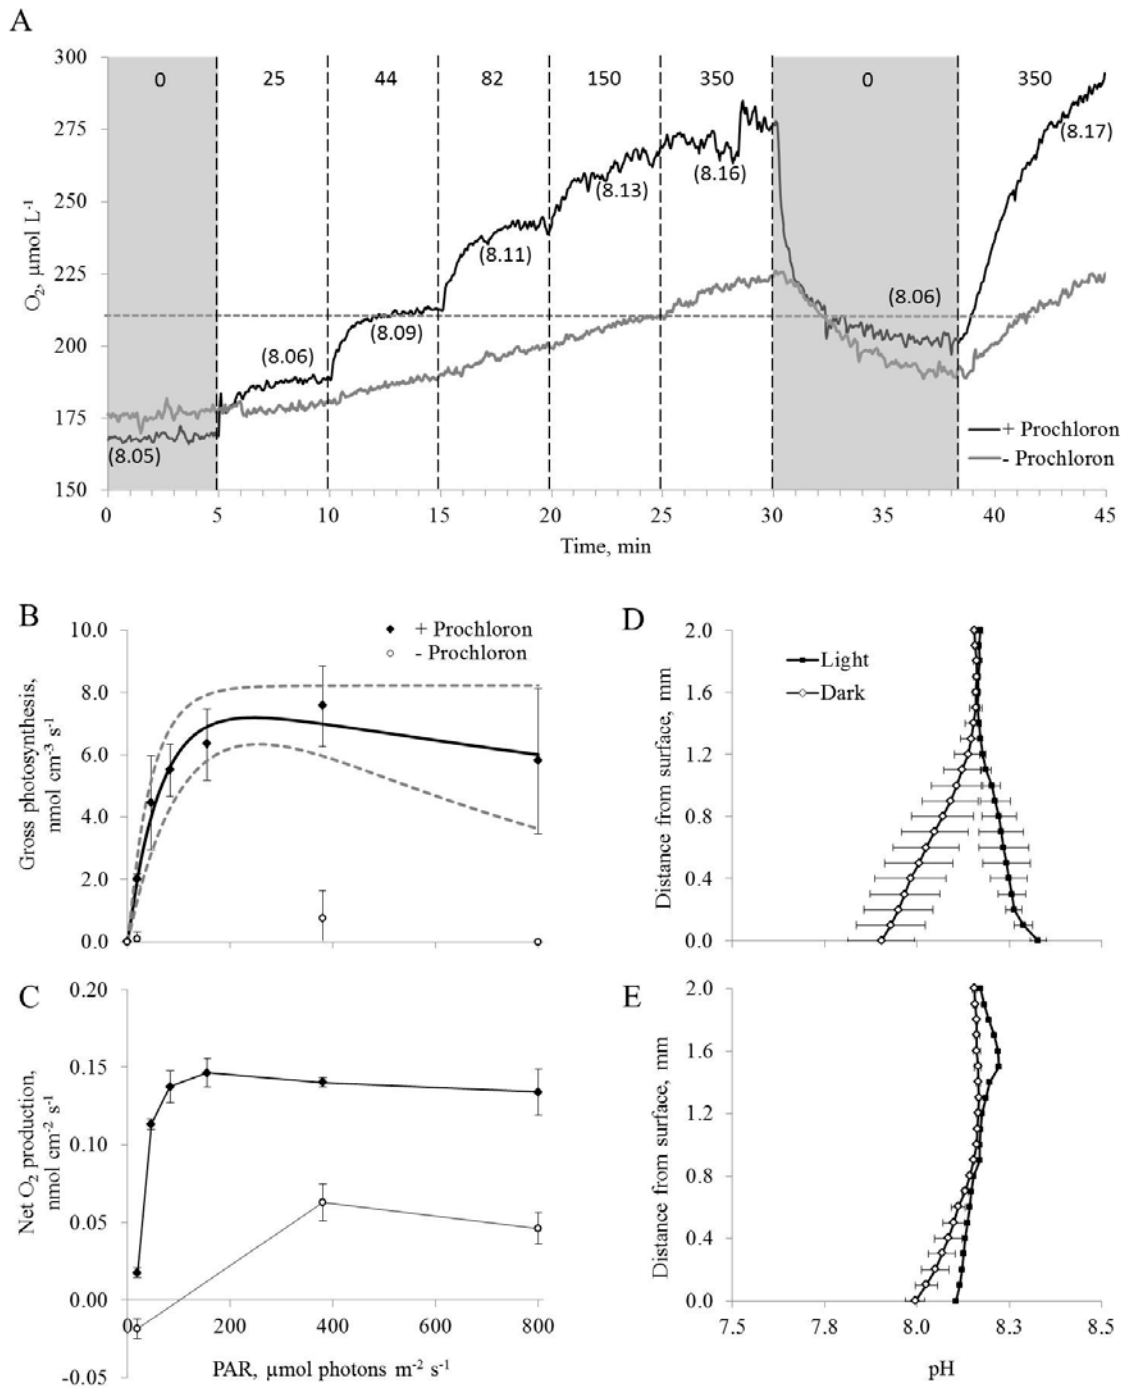 A
300
275
250
225
200
175
150
O2, μmol L-1
0 25 44 82 150 350 0 350
(8.05)
(8.06)
(8.09)
(8.11)
(8.13)
(8.16)
(8.06)
(8.17)
+ Prochloron
- Prochloron
0 5 10 15 20 25 30 35 40 45
Time, min
B
10.0
8.0
6.0
4.0
2.0
0.0
Gross photosynthesis,
nmol cm-3 s-1
+ Prochloron
- Prochloron
D
2.0
1.6
1.2
0.8
0.4
0.0
Distance from surface, mm
Light
Dark
C
0.20
0.15
0.10
0.05
0.00
-0.05
Net O2 production,
nmol cm-2 s-1
0 200 400 600 800
PAR, μmol photons m-2 s-1
E
2.0
1.6
1.2
0.8
0.4
0.0
Distance from surface, mm
7.5 7.8 8.0 8.3 8.5
pH